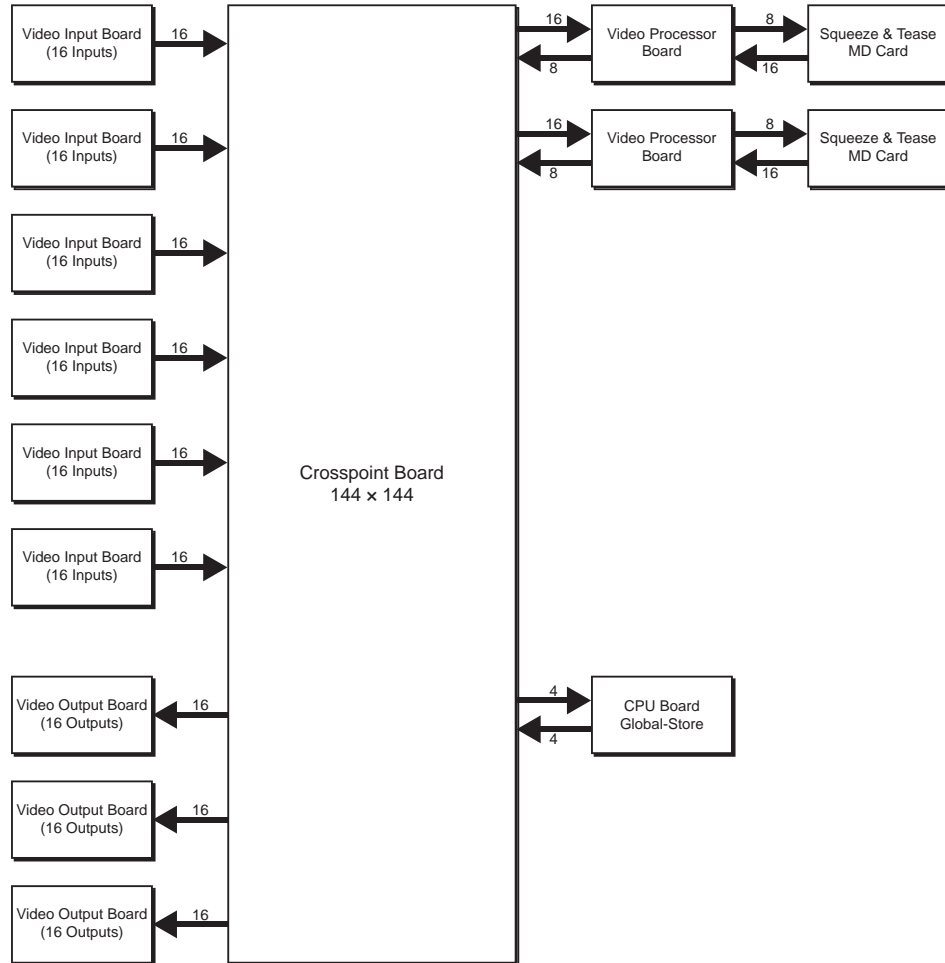 Video Input Board
(16 Inputs)
16
16
8
Video Processor
Board
8
16
Squeeze & Tease
MD Card
Video Input Board
(16 Inputs)
16
16
8
Video Processor
Board
8
16
Squeeze & Tease
MD Card
Video Input Board
(16 Inputs)
16
Video Input Board
(16 Inputs)
16
Video Input Board
(16 Inputs)
16
Crosspoint Board
144 × 144
Video Input Board
(16 Inputs)
16
Video Output Board
(16 Outputs)
16
4
4
CPU Board
Global-Store
Video Output Board
(16 Outputs)
16
Video Output Board
(16 Outputs)
16